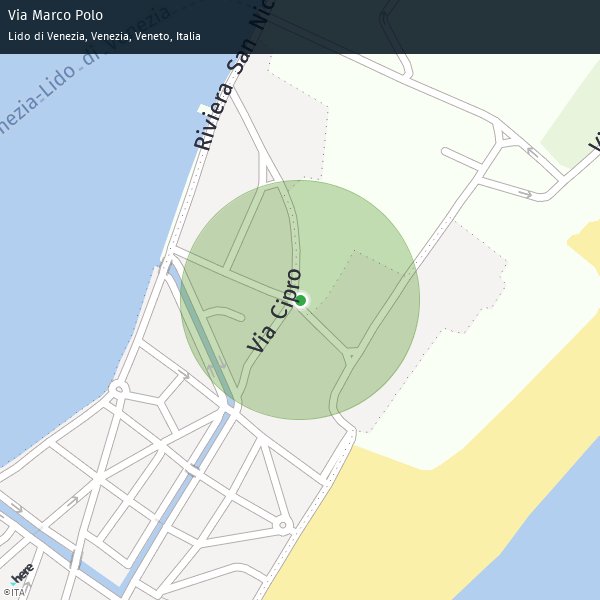 Via Marco Polo
Lido di Venezia, Venezia, Veneto, Italia
Riviera San Nic
nezia-Lido di Venezia
Vi
Via Cipro
here
©ITA